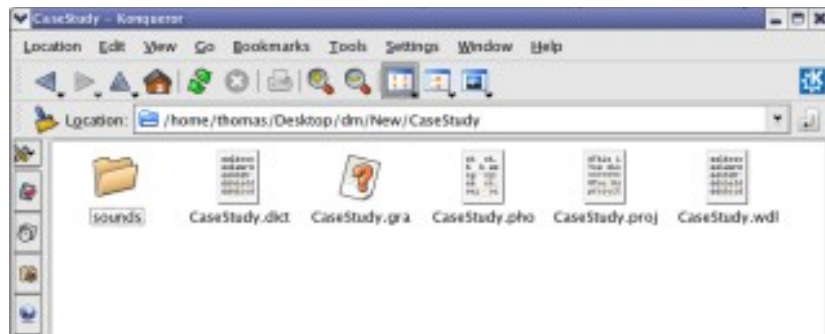 CaseStudy - Konqueror
Location Edit View Go Bookmarks Tools Settings Window Help
Location: /home/thomas/Desktop/dm/New/CaseStudy
sounds CaseStudy.dict CaseStudy.gra CaseStudy.pho CaseStudy.proj CaseStudy.wdl